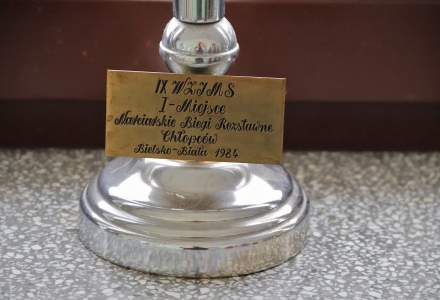 IX WZIMS
I-Miejsce
Narciarskie Biegi Rozstawne
Chłopców
Bielsko-Biała 1984